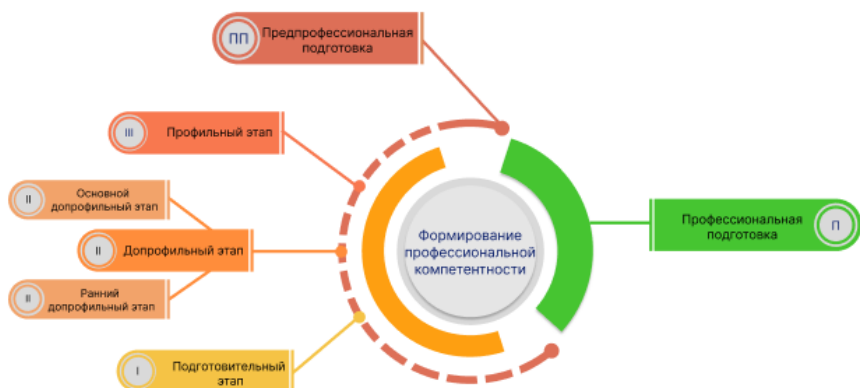 ПП
Предпрофессиональная
подготовка
III
Профильный этап
II
Основной
допрофильный этап
II
Допрофильный этап
II
Ранний
допрофильный этап
I
Подготовительный
этап
Формирование
профессиональной
компетентности
Профессиональная
подготовка
П